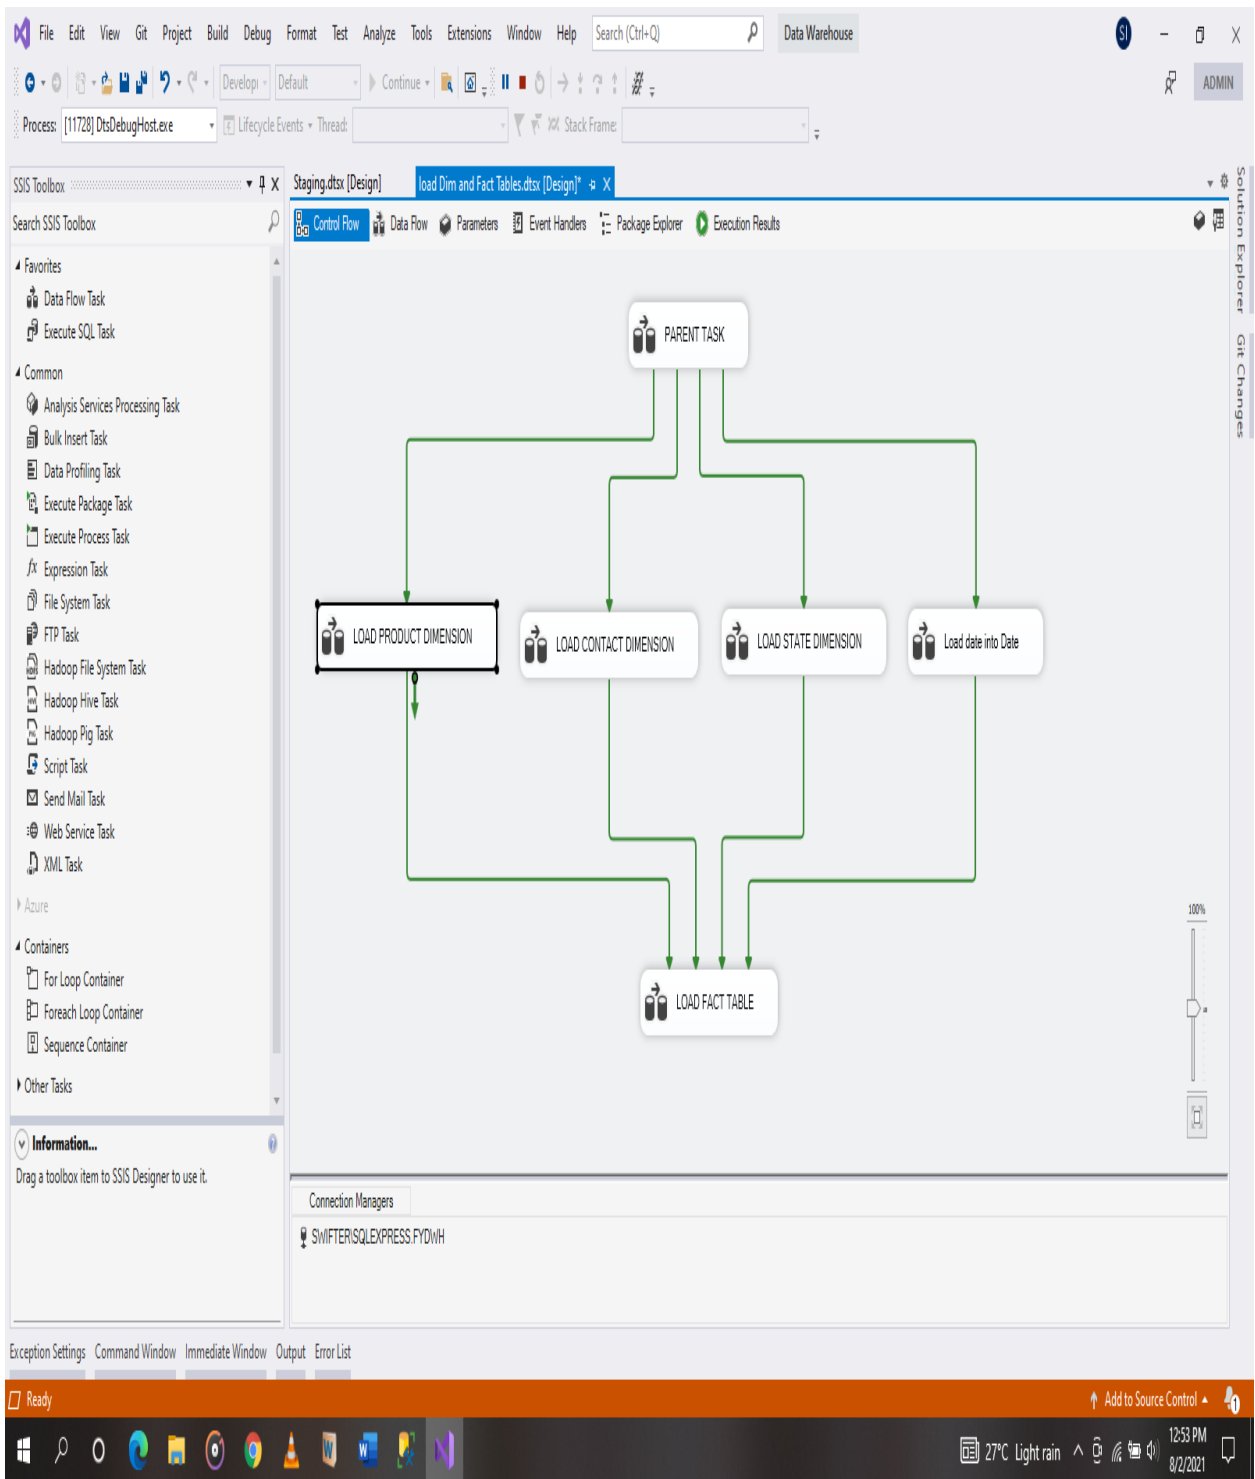 File Edit View Git Project Build Debug Format Test Analyze Tools Extensions Window Help Search (Ctrl+Q) Data Warehouse SI
Develop Default Continue ADMIN
Process: [11728] DtsDebugHost.exe Lifecycle Events Thread: Stack Frame:
SSIS Toolbox
Staging.dtsx [Design] load Dim and Fact Tables.dtsx [Design]*
Search SSIS Toolbox
Control Flow Data Flow Parameters Event Handlers Package Explorer Execution Results
Favorites
Data Flow Task
Execute SQL Task
Common
Analysis Services Processing Task
Bulk Insert Task
Data Profiling Task
Execute Package Task
Execute Process Task
fx Expression Task
File System Task
FTP Task
Hadoop File System Task
Hadoop Hive Task
Hadoop Pig Task
Script Task
Send Mail Task
Web Service Task
XML Task
Azure
Containers
For Loop Container
Foreach Loop Container
Sequence Container
Other Tasks
Information...
Drag a toolbox item to SSIS Designer to use it.
PARENT TASK
LOAD PRODUCT DIMENSION
LOAD CONTACT DIMENSION
LOAD STATE DIMENSION
Load date into Date
LOAD FACT TABLE
100%
Connection Managers
SWIFTER\SQLEXPRESS.FYDWH
Solution Explorer
Git Changes
Exception Settings Command Window Immediate Window Output Error List
Ready Add to Source Control 1
27°C Light rain 12:53 PM
8/2/2021